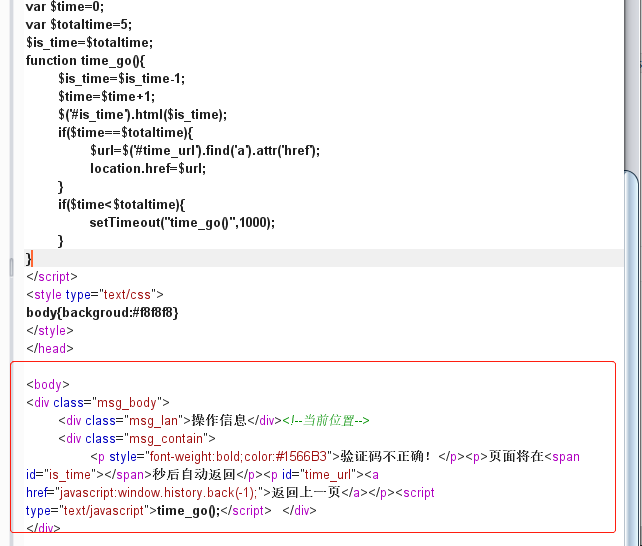 var $time=0;
var $totaltime=5;
$is_time=$totaltime;
function time_go(){
$is_time=$is_time-1;
$time=$time+1;
$('#is_time').html($is_time);
if($time==$totaltime){
$url=$('#time_url').find('a').attr('href');
location.href=$url;
}
if($time<$totaltime){
setTimeout("time_go()",1000);
}
}
</script>
<style type="text/css">
body{backgroud:#f8f8f8}
</style>
</head>
<body>
<div class="msg_body">
<div class="msg_lan">操作信息</div><!--当前位置-->
<div class="msg_contain">
<p style="font-weight:bold;color:#1566B3">验证码不正确！</p><p>页面将在<span
id="is_time"></span>秒后自动返回</p><p id="time_url"><a
href="javascript:window.history.back(-1);">返回上一页</a></p><script
type="text/javascript">time_go();</script> </div>
</div>